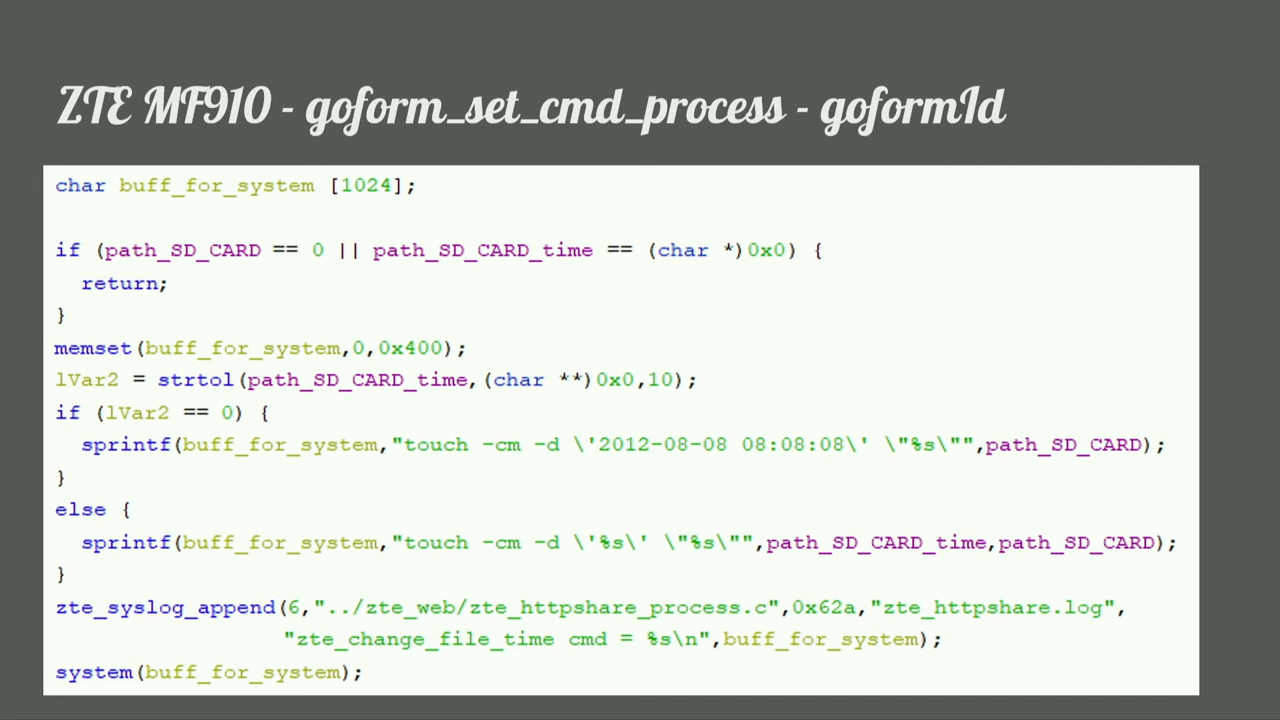 ZTE MF910 - goform_set_cmd_process - goformId
char buff_for_system [1024];
if (path_SD_CARD == 0 || path_SD_CARD_time == (char *)0x0) {
return;
}
memset(buff_for_system,0,0x400);
lVar2 = strtol(path_SD_CARD_time,(char **)0x0,10);
if (lVar2 == 0) {
sprintf(buff_for_system,"touch -cm -d \'2012-08-08 08:08:08\' \"%s\"",path_SD_CARD);
}
else {
sprintf(buff_for_system,"touch -cm -d \'%s\' \"%s\"",path_SD_CARD_time,path_SD_CARD);
}
zte_syslog_append(6,"../zte_web/zte_httpshare_process.c",0x62a,"zte_httpshare.log",
"zte_change_file_time cmd = %s\n",buff_for_system);
system(buff_for_system);